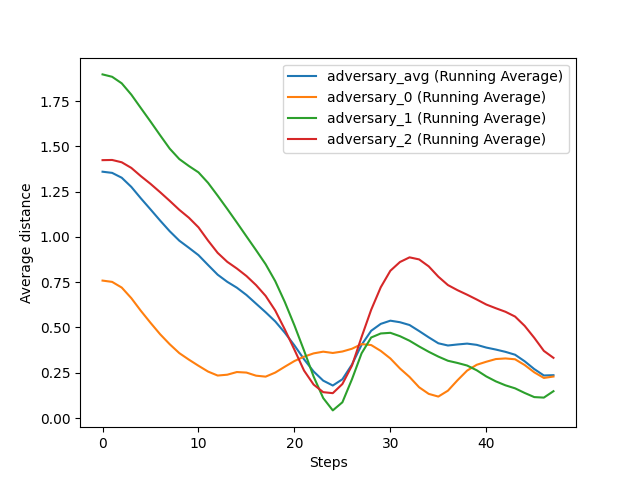 adversary_avg (Running Average)
adversary_0 (Running Average)
adversary_1 (Running Average)
adversary_2 (Running Average)
1.75
1.50
1.25
1.00
0.75
0.50
0.25
0.00
Average distance
0 10 20 30 40
Steps